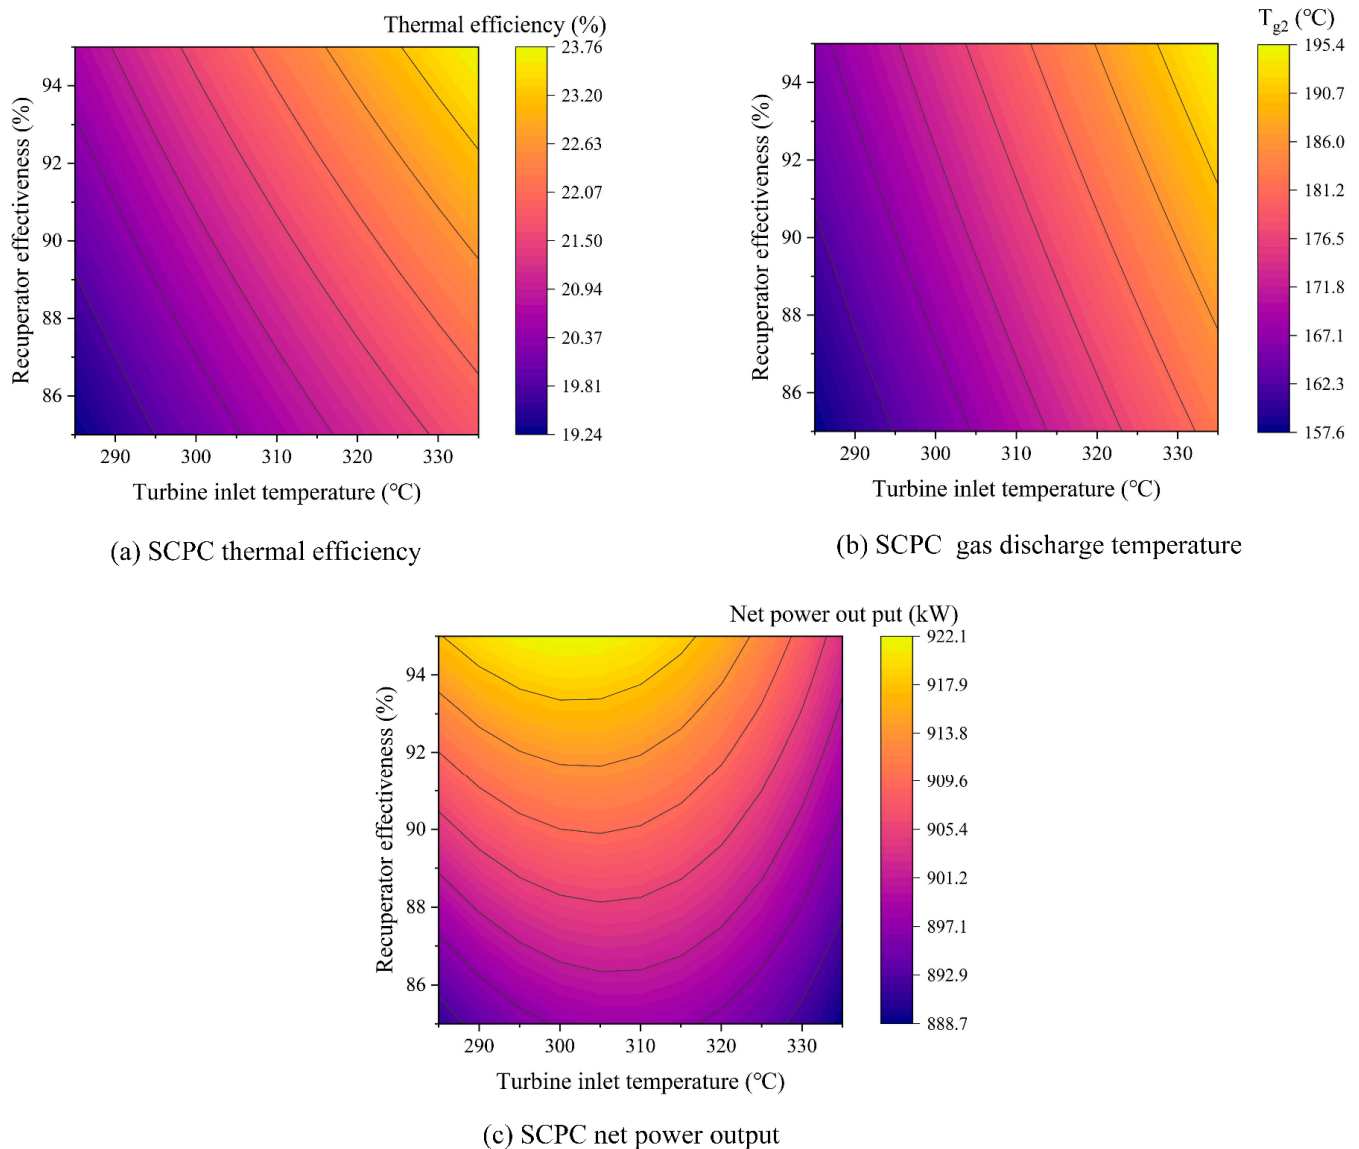 Thermal efficiency (%)
23.76
23.20
22.63
22.07
21.50
20.94
20.37
19.81
19.24
94
92
90
88
86
Recuperator effectiveness (%)
290 300 310 320 330
Turbine inlet temperature (℃)
(a) SCPC thermal efficiency
Tg2 (℃)
195.4
190.7
186.0
181.2
176.5
171.8
167.1
162.3
157.6
94
92
90
88
86
Recuperator effectiveness (%)
290 300 310 320 330
Turbine inlet temperature (℃)
(b) SCPC gas discharge temperature
Net power out put (kW)
922.1
917.9
913.8
909.6
905.4
901.2
897.1
892.9
888.7
94
92
90
88
86
Recuperator effectiveness (%)
290 300 310 320 330
Turbine inlet temperature (℃)
(c) SCPC net power output